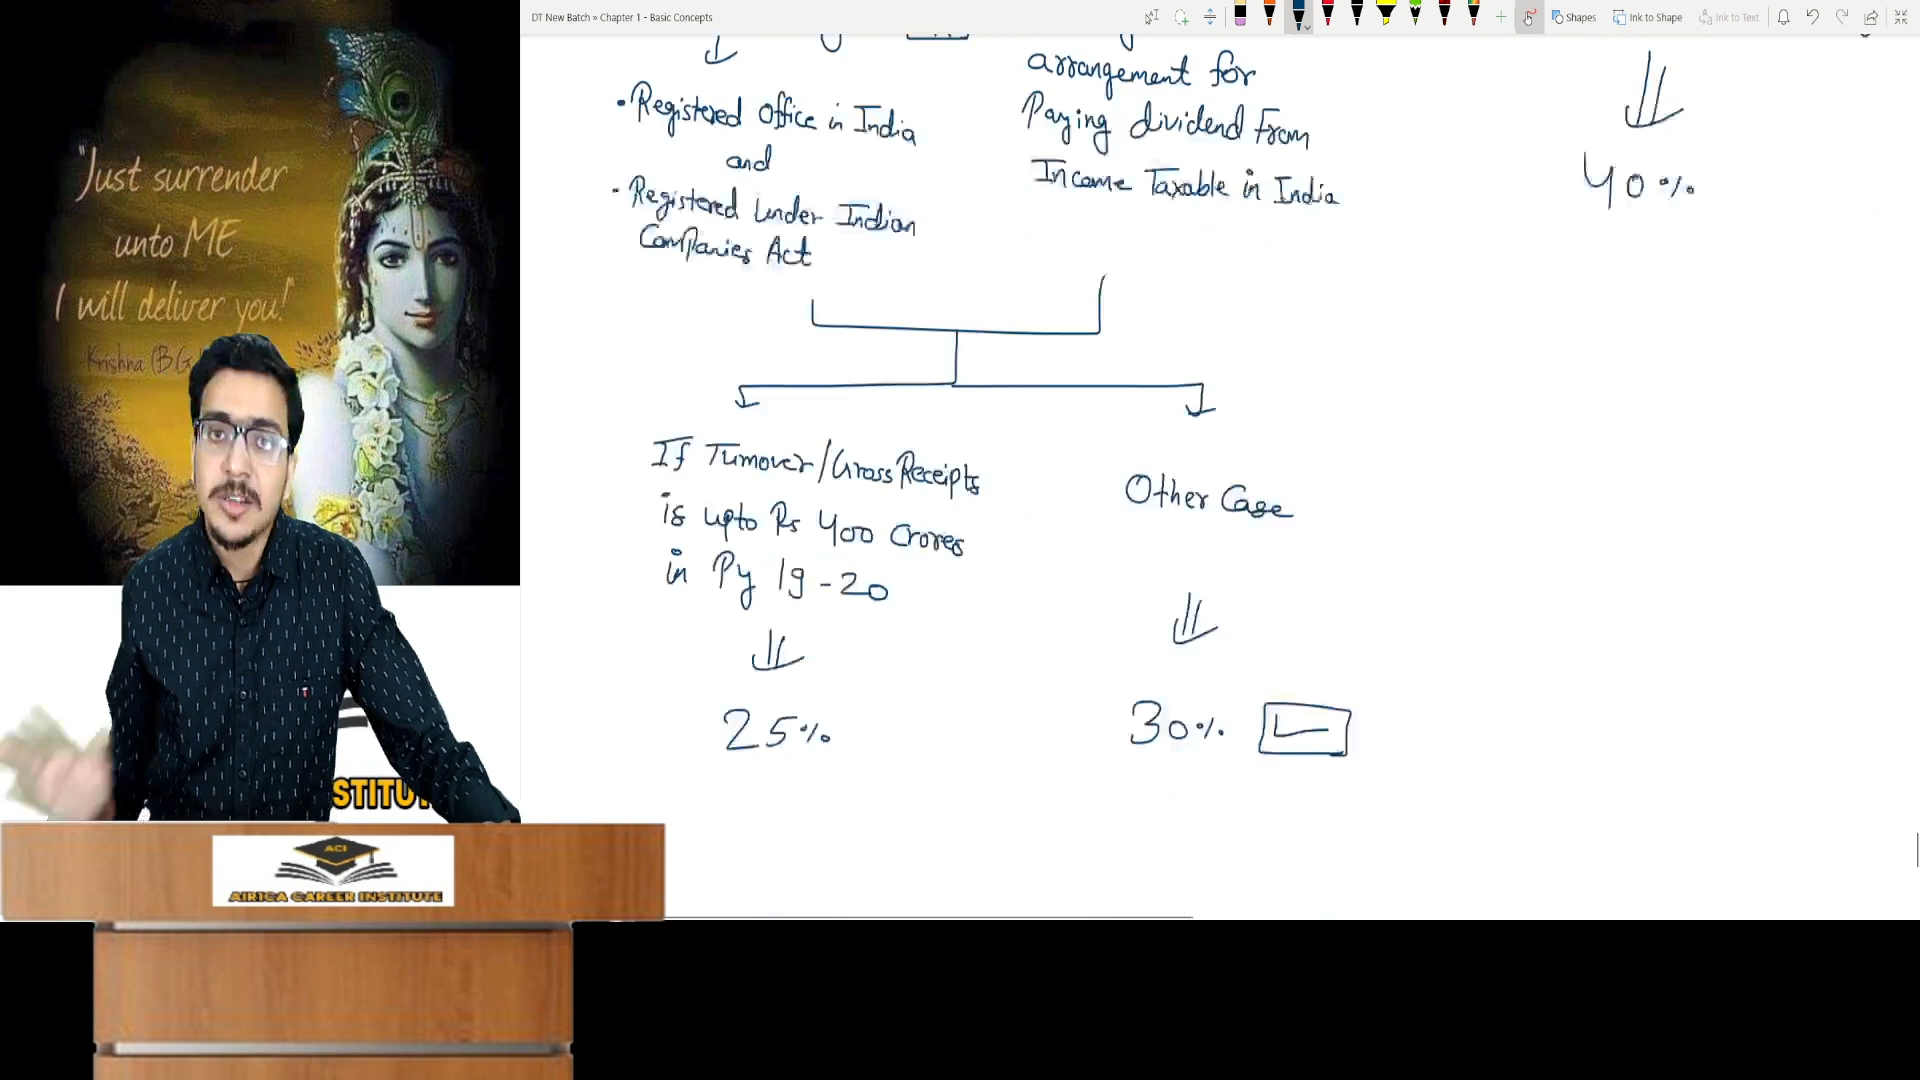 DT New Batch » Chapter 1 - Basic Concepts
Shapes
Ink to Shape
Ink to Text
"Just surrender
unto ME
I will deliver you!"
Krishna (B.G.
• Registered Office in India
and
• Registered Under Indian
Companies Act
arrangement for
Paying dividend From
Income Taxable in India
40%
If Turnover/Gross Receipts
is upto Rs 400 Crores
in Py 19-20
25%
Other Case
30%
STITUT
ACI
AIRICA CAREER INSTITUTE